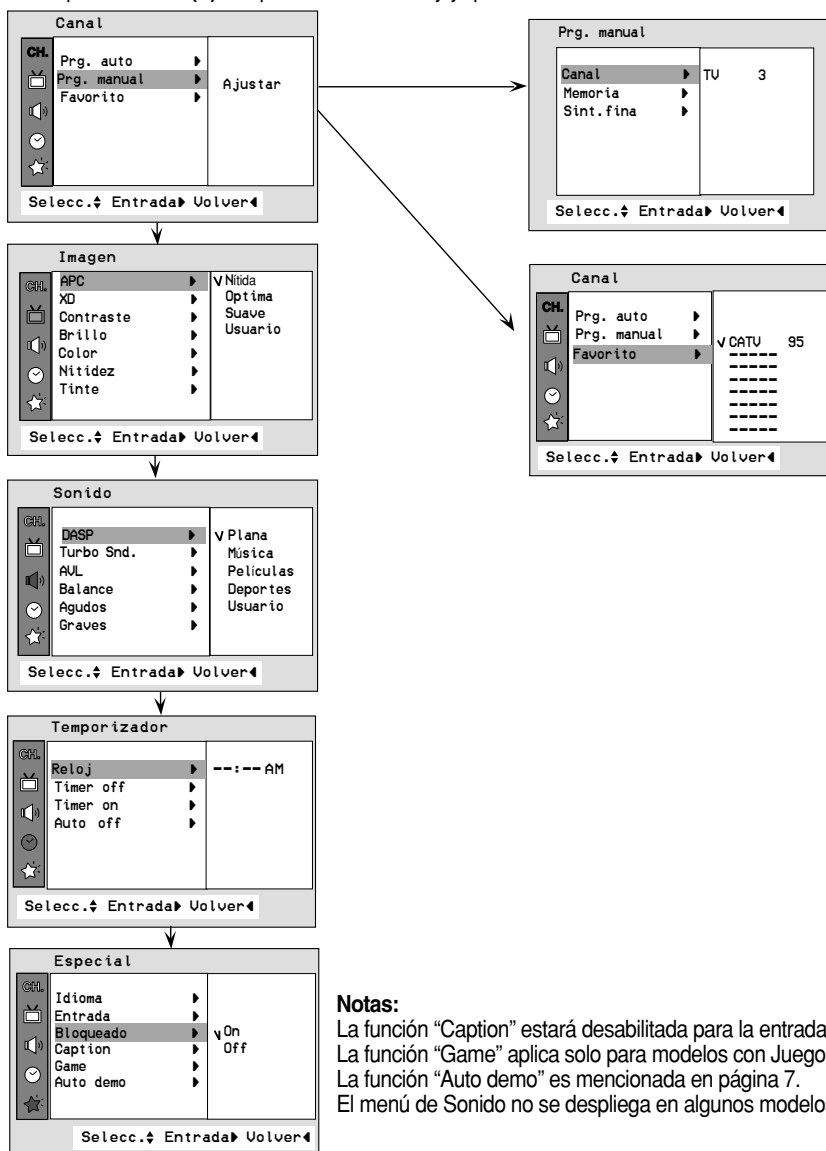 Canal
CH.
Prg. auto
Prg. manual
Favorito
Ajustar
Selecc. Entrada Volver
Prg. manual
Canal
Memoria
Sint.fina
TV 3
Selecc. Entrada Volver
Imagen
CH.
APC
XD
Contraste
Brillo
Color
Nitidez
Tinte
√ Nítida
Optima
Suave
Usuario
Selecc. Entrada Volver
Canal
CH.
Prg. auto
Prg. manual
Favorito
√ CATV 95
-----
-----
-----
-----
-----
-----
Selecc. Entrada Volver
Sonido
CH.
DASP
Turbo Snd.
AVL
Balance
Agudos
Graves
√ Plana
Música
Películas
Deportes
Usuario
Selecc. Entrada Volver
Temporizador
CH.
Reloj
Timer off
Timer on
Auto off
--:-- AM
Selecc. Entrada Volver
Especial
CH.
Idioma
Entrada
Bloqueado
Caption
Game
Auto demo
√ On
Off
Selecc. Entrada Volver
Notas:
La función “Caption” estará desabilitada para la entrada
La función “Game” aplica solo para modelos con Juego
La función “Auto demo” es mencionada en página 7.
El menú de Sonido no se despliega en algunos modelo